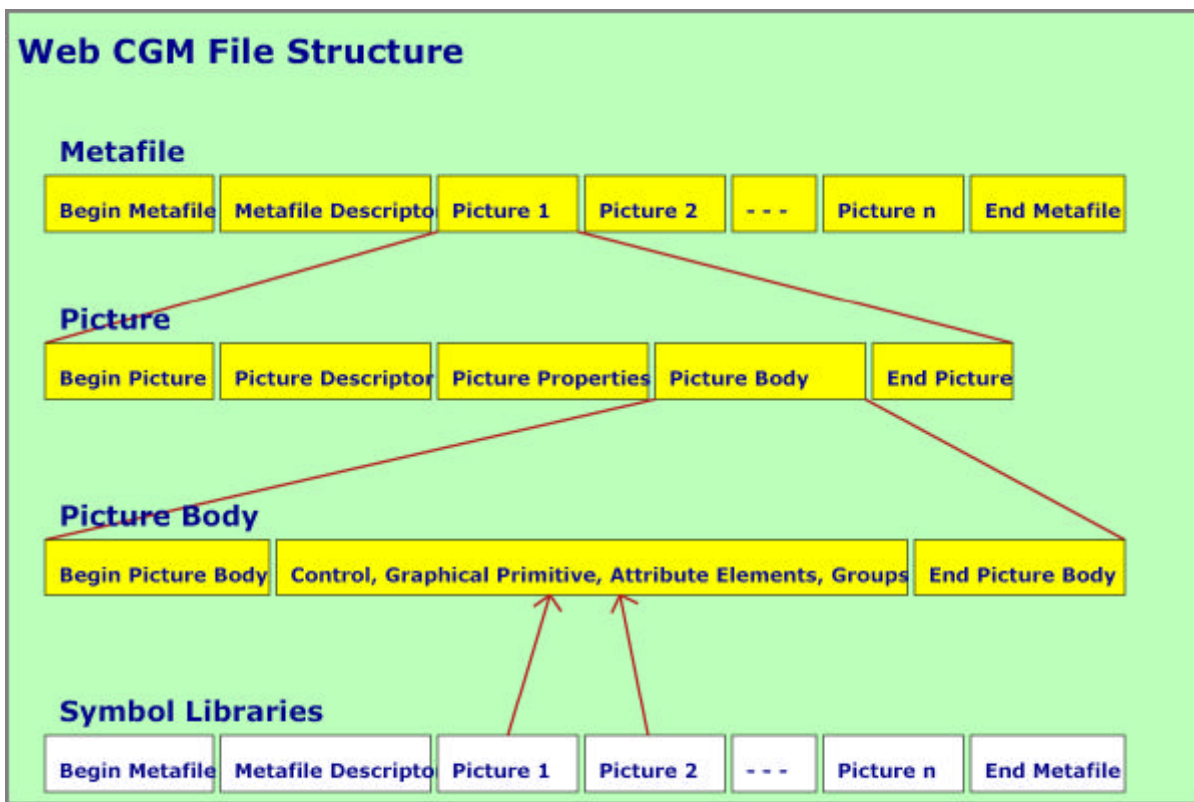 Web CGM File Structure
Metafile
Begin Metafile Metafile Descripto Picture 1 Picture 2 - - - Picture n End Metafile
Picture
Begin Picture Picture Descriptor Picture Properties Picture Body End Picture
Picture Body
Begin Picture Body Control, Graphical Primitive, Attribute Elements, Groups End Picture Body
Symbol Libraries
Begin Metafile Metafile Descripto Picture 1 Picture 2 - - - Picture n End Metafile